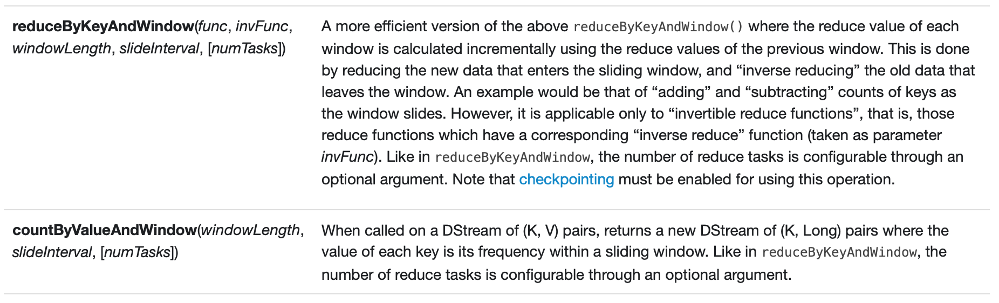 reduceByKeyAndWindow(func, invFunc,
windowLength, slideInterval, [numTasks])
A more efficient version of the above reduceByKeyAndWindow() where the reduce value of each
window is calculated incrementally using the reduce values of the previous window. This is done
by reducing the new data that enters the sliding window, and “inverse reducing” the old data that
leaves the window. An example would be that of “adding” and “subtracting” counts of keys as
the window slides. However, it is applicable only to “invertible reduce functions”, that is, those
reduce functions which have a corresponding “inverse reduce” function (taken as parameter
invFunc). Like in reduceByKeyAndWindow, the number of reduce tasks is configurable through an
optional argument. Note that checkpointing must be enabled for using this operation.
countByValueAndWindow(windowLength,
slideInterval, [numTasks])
When called on a DStream of (K, V) pairs, returns a new DStream of (K, Long) pairs where the
value of each key is its frequency within a sliding window. Like in reduceByKeyAndWindow, the
number of reduce tasks is configurable through an optional argument.